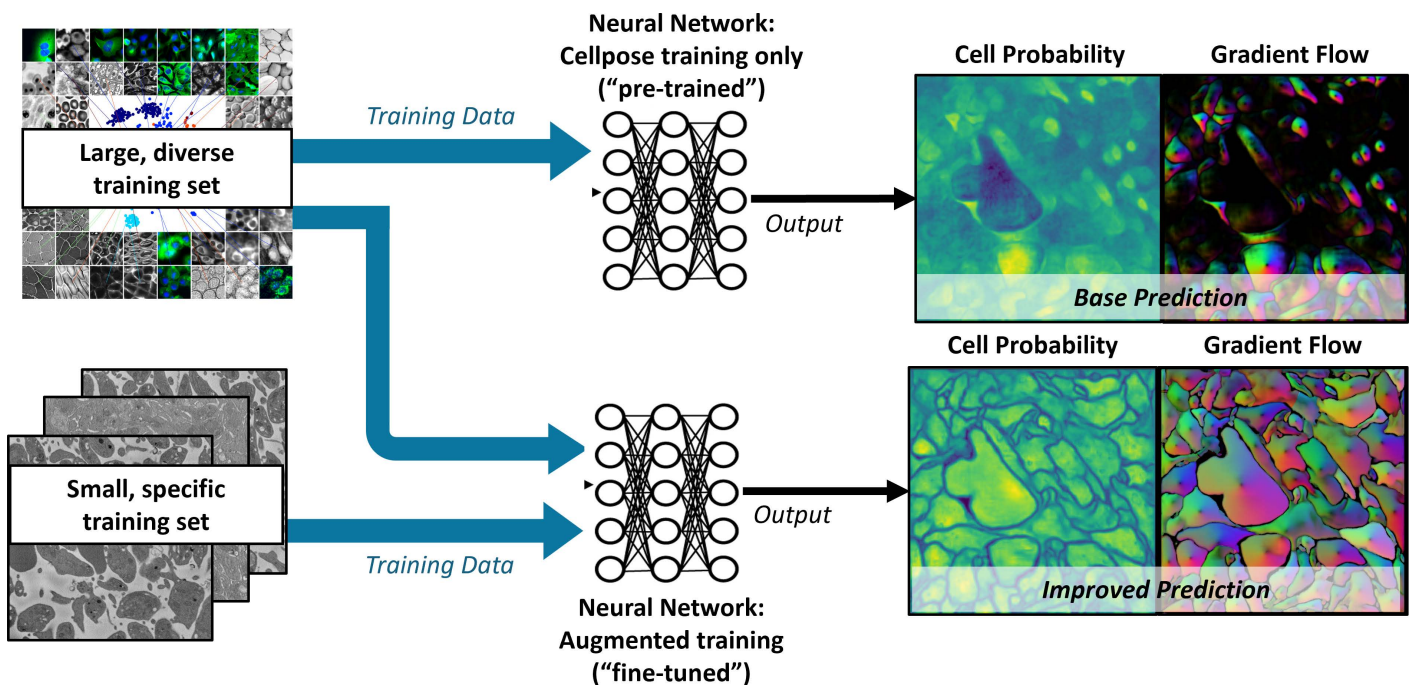 Neural Network:
Cellpose training only
(“pre-trained”)
Training Data
Large, diverse
training set
Output
Cell Probability
Gradient Flow
Base Prediction
Small, specific
training set
Training Data
Neural Network:
Augmented training
(“fine-tuned”)
Output
Cell Probability
Gradient Flow
Improved Prediction